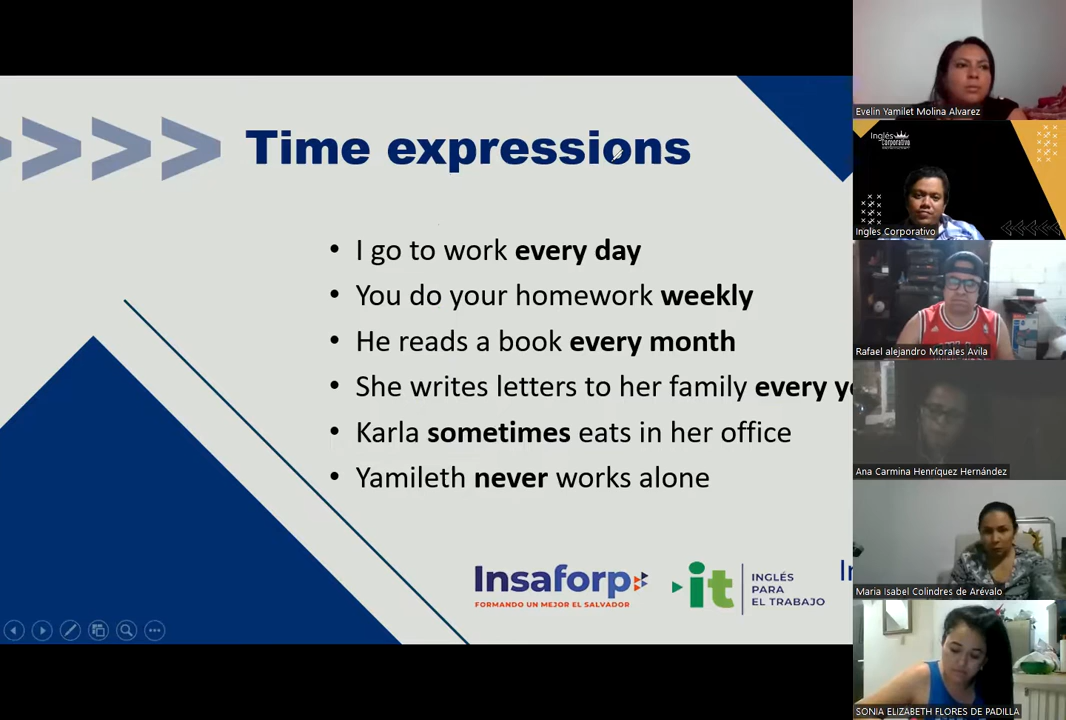 Time expressions
• I go to work every day
• You do your homework weekly
• He reads a book every month
• She writes letters to her family every
• Karla sometimes eats in her office
• Yamileth never works alone
Insaforp
FORMANDO UN MEJOR EL SALVADOR
it
INGLÉS
PARA
EL TRABAJO
Evelin Yamilet Molina Alvarez
Inglés
corporativo
Ingles Corporativo
Rafael alejandro Morales Avila
Ana Carmina Henríquez Hernández
Maria Isabel Colindres de Arévalo
SONIA ELIZABETH FLORES DE PADILLA